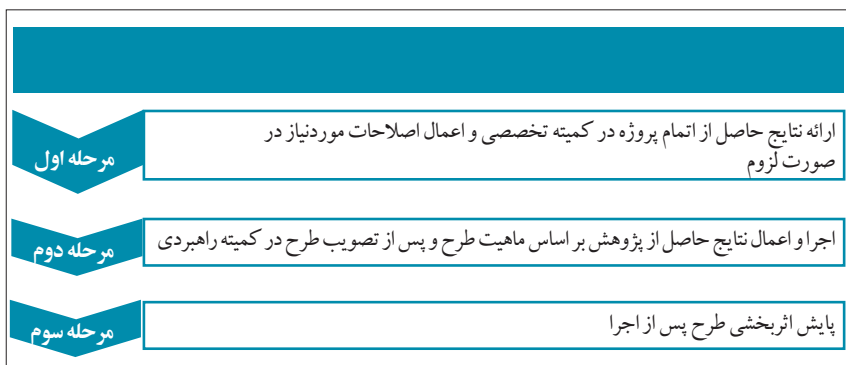 مرحله اول
ارائه نتایج حاصل از اتمام پروژه در کمیته تخصصی و اعمال اصلاحات موردنیاز در
صورت لزوم
مرحله دوم
اجرا و اعمال نتایج حاصل از پژوهش بر اساس ماهیت طرح و پس از تصویب طرح در کمیته راهبردی
مرحله سوم
پایش اثربخشی طرح پس از اجرا